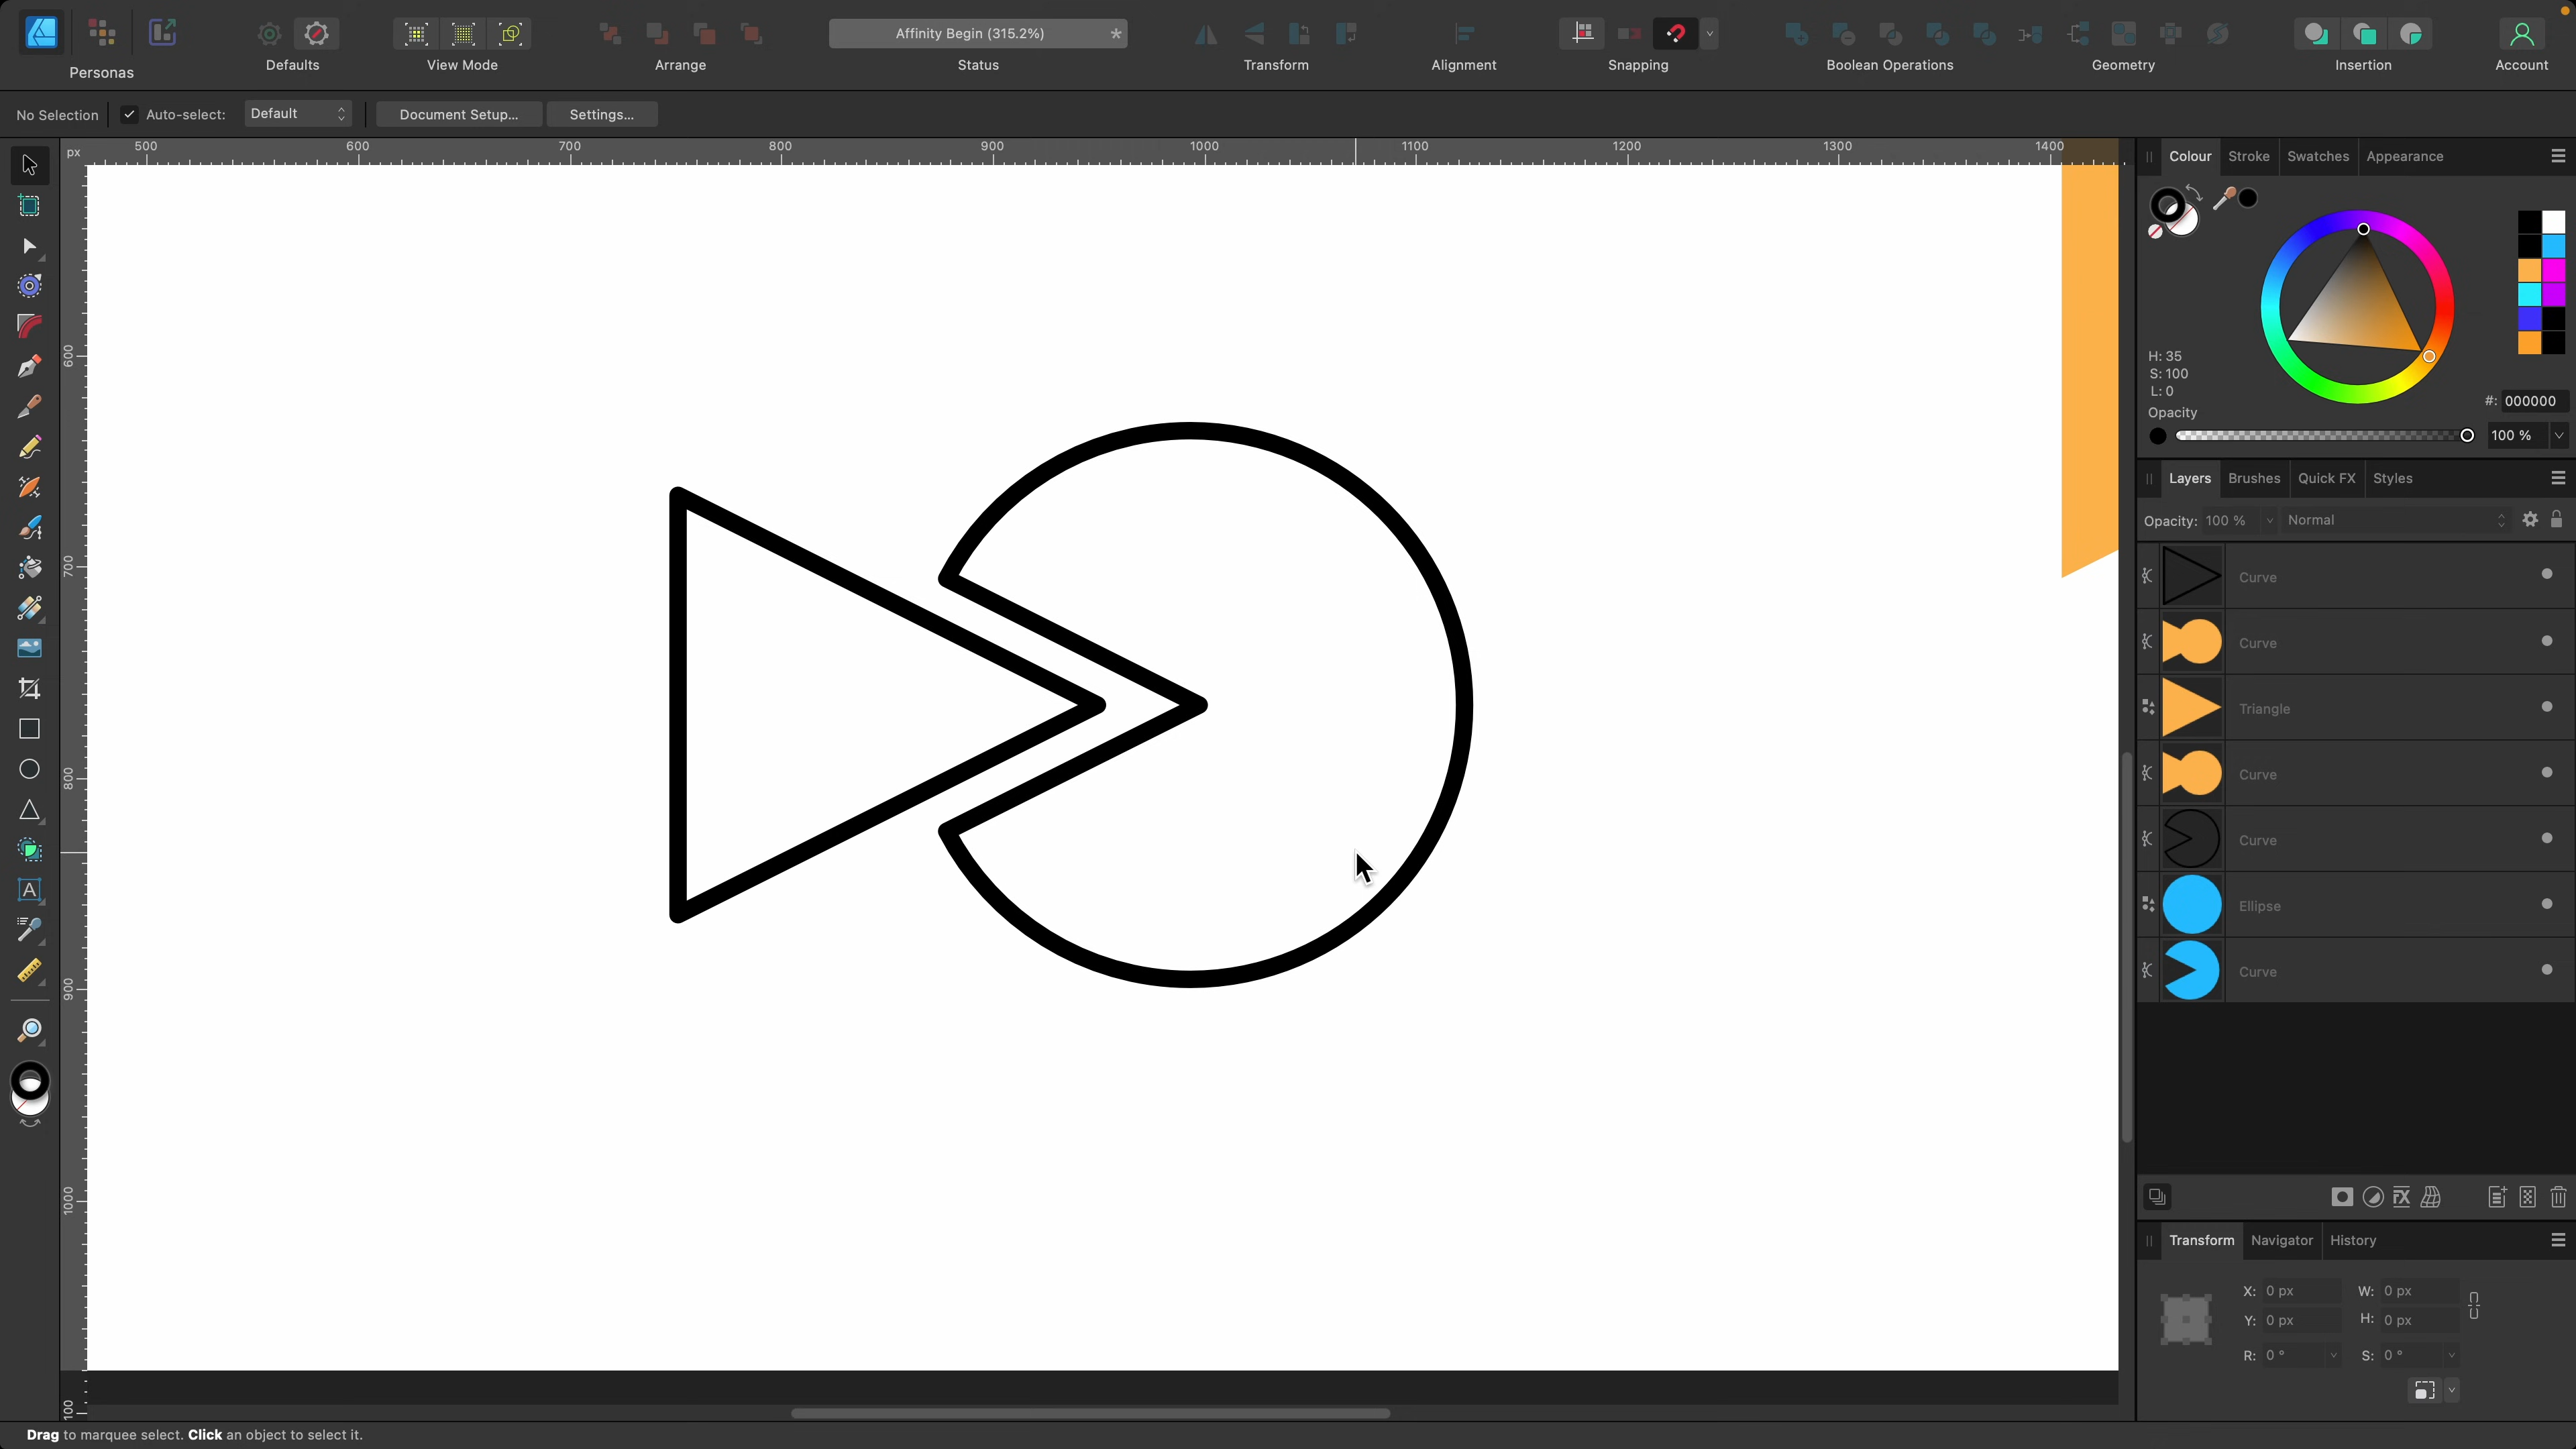 Affinity Begin (315.2%) *
Personas
Defaults
View Mode
Arrange
Status
Transform
Alignment
Snapping
Boolean Operations
Geometry
Insertion
Account
No Selection
Auto-select:
Default
Document Setup...
Settings...
px
500
600
700
800
900
1000
1100
1200
1300
1400
600
700
800
900
1000
100
Colour
Stroke
Swatches
Appearance
H: 35
S: 100
L: 0
#: 000000
Opacity
100 %
Layers
Brushes
Quick FX
Styles
Opacity: 100 %
Normal
Curve
Curve
Triangle
Curve
Curve
Ellipse
Curve
Transform
Navigator
History
X: 0 px
W: 0 px
Y: 0 px
H: 0 px
R: 0 °
S: 0 °
Drag to marquee select. Click an object to select it.